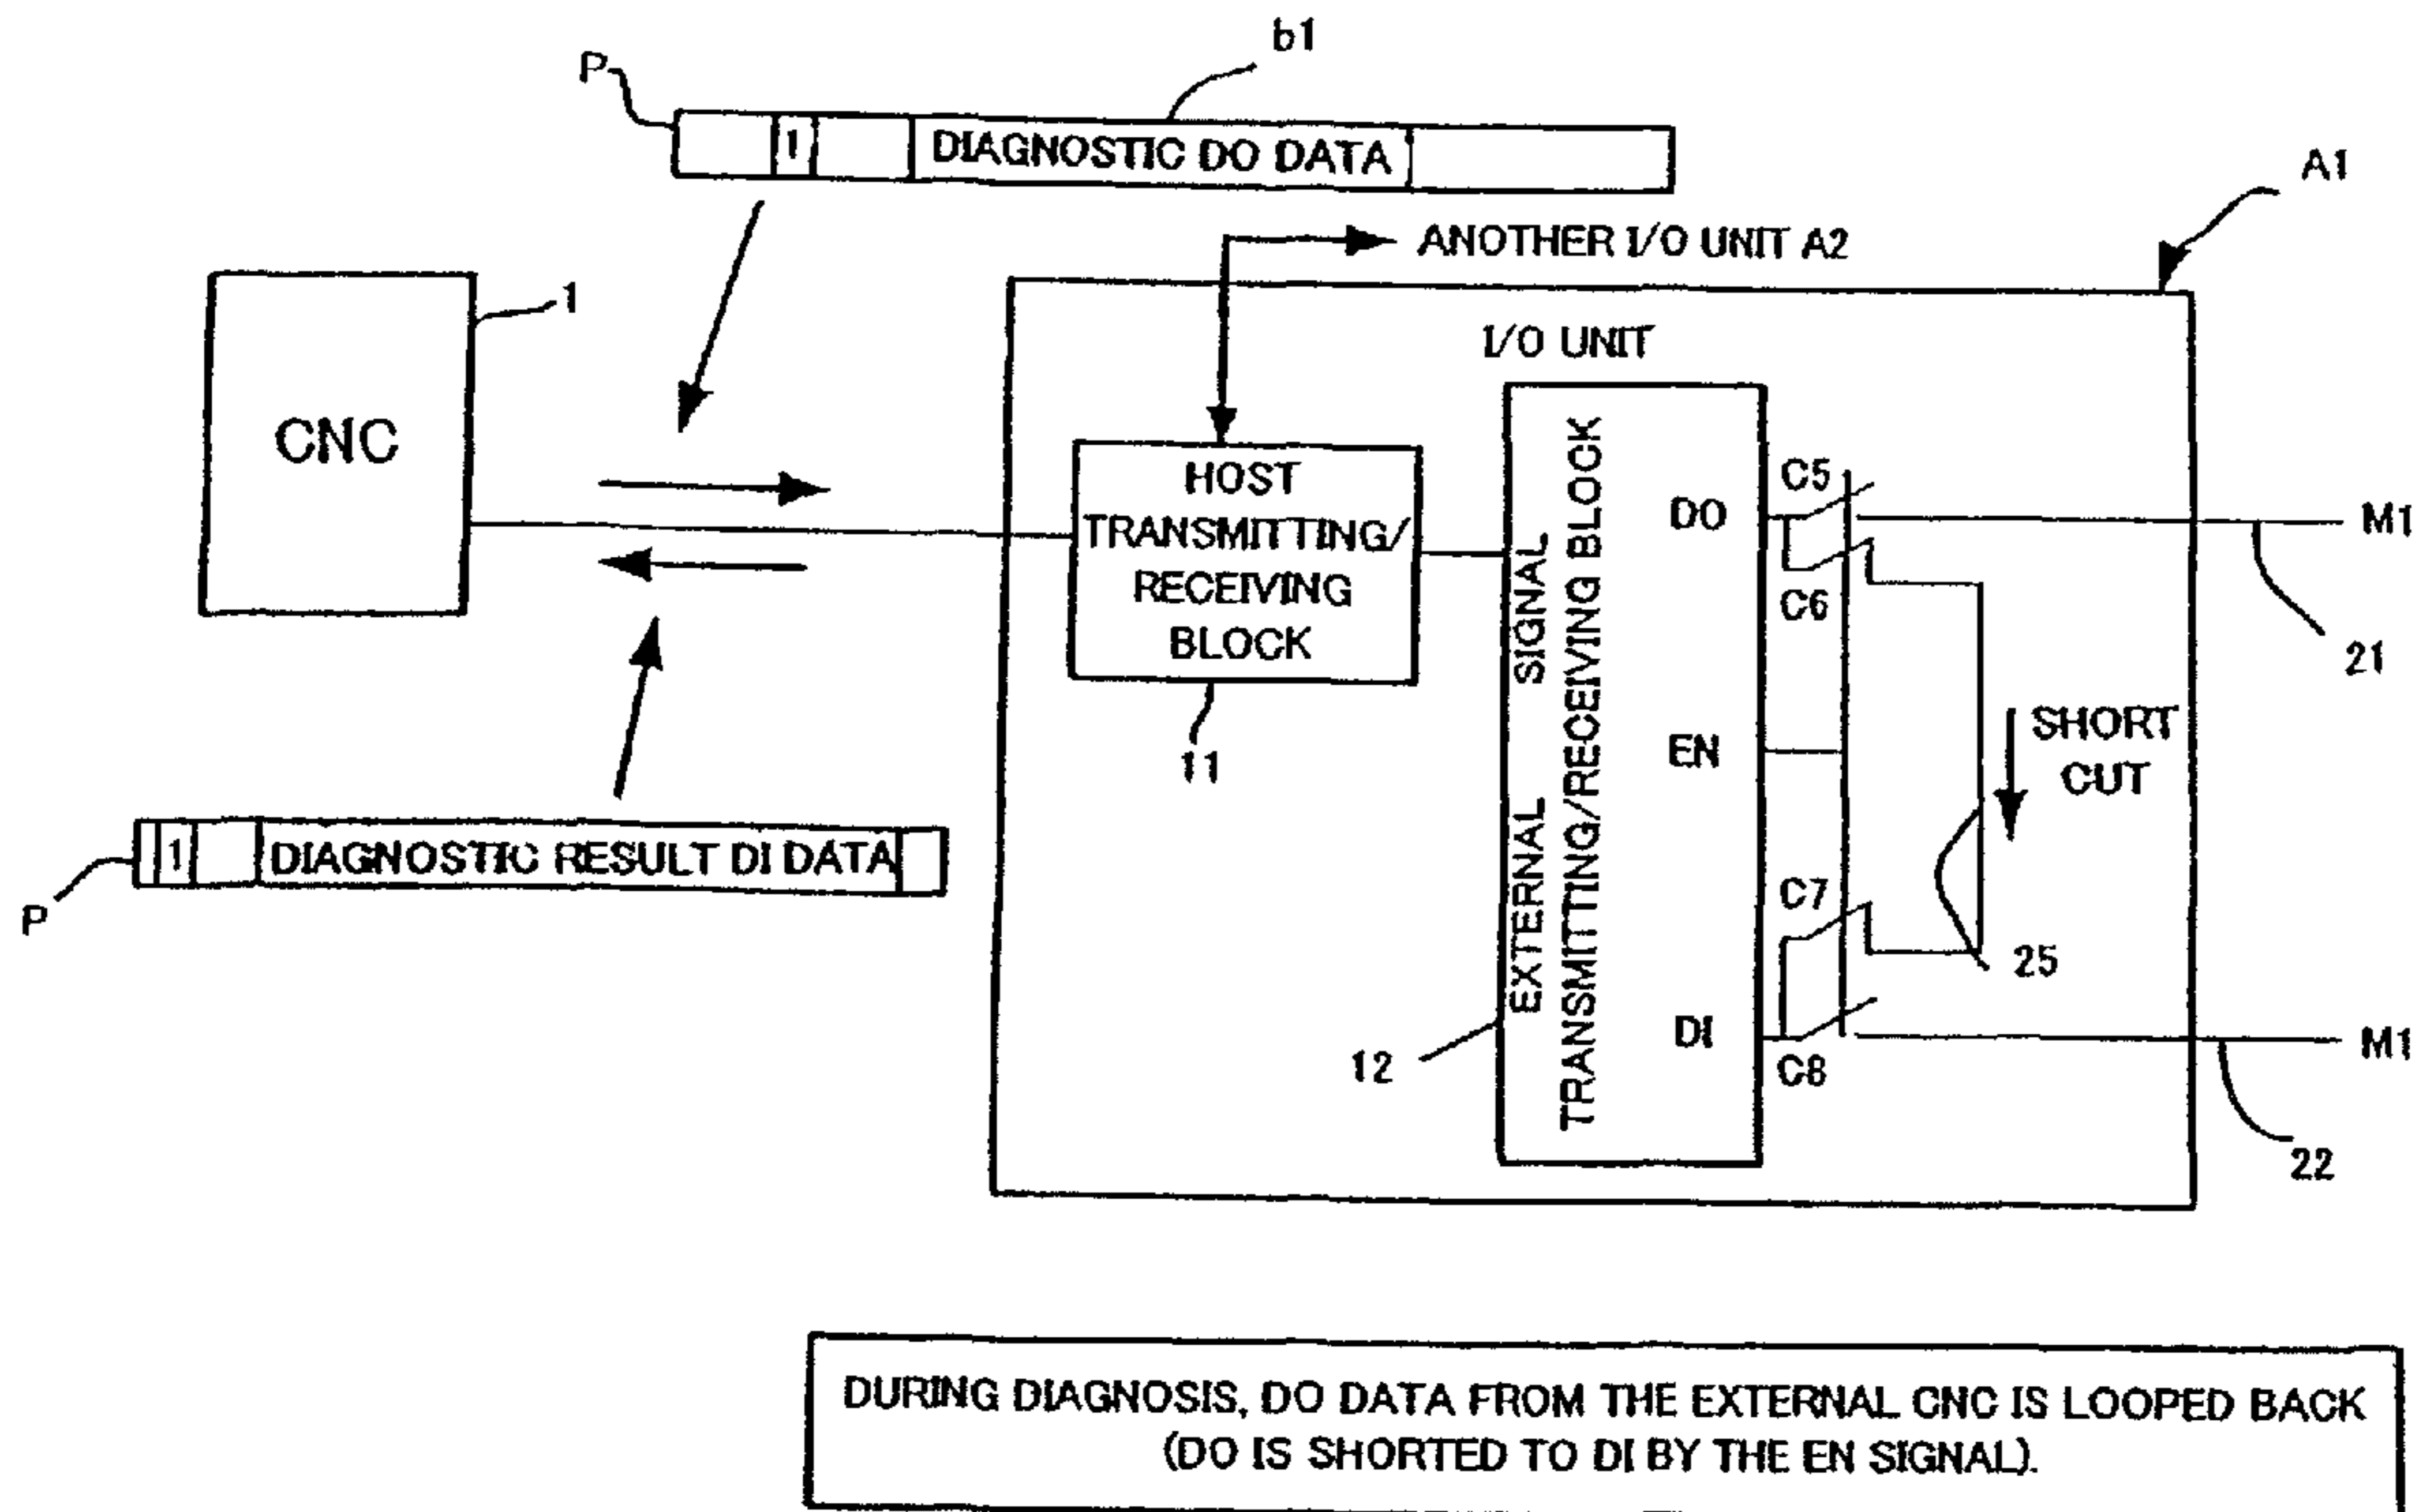 b1
P
1
DIAGNOSTIC DO DATA
A1
ANOTHER I/O UNIT A2
1
I/O UNIT
CNC
HOST
TRANSMITTING/
RECEIVING
BLOCK
11
EXTERNAL SIGNAL
TRANSMITTING/RECEIVING BLOCK
12
DO
EN
DI
C5
C6
C7
C8
M1
21
SHORT
CUT
25
M1
22
1
DIAGNOSTIC RESULT DI DATA
P
DURING DIAGNOSIS, DO DATA FROM THE EXTERNAL CNC IS LOOPED BACK
(DO IS SHORTED TO DI BY THE EN SIGNAL).